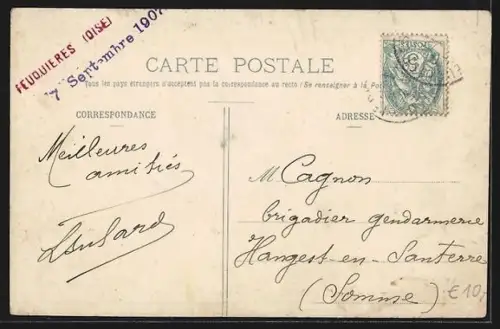 FEUQUIERES (OISE)
7 Septembre 1907
CARTE POSTALE
Tous les pays étrangers n'acceptent pas la correspondance au recto (Se renseigner à la Poste)
CORRESPONDANCE
ADRESSE
Meilleures
amitiés
M Cagnon
brigadier gendarmerie
Hangest-en-Santerre
(Somme)
€10,-